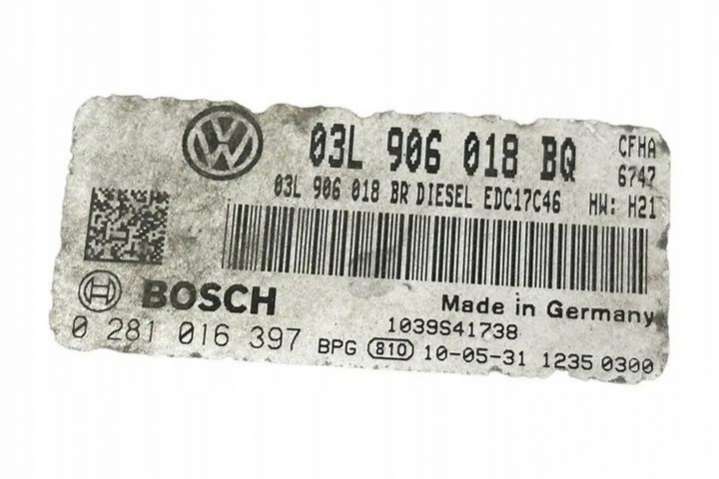 03L 906 018 BQ CFHA
6747
03L 906 018 BR DIESEL EDC17C46 HW: H21
BOSCH Made in Germany
1039S41738
0 281 016 397 BPG 810 10-05-31 1235 0300